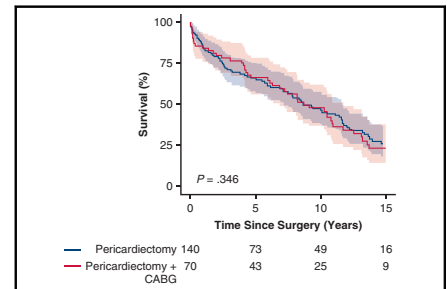 100
75
50
25
0
Survival (%)
P = .346
0 5 10 15
Time Since Surgery (Years)
Pericardiectomy 140 73 49 16
Pericardiectomy + 70 43 25 9
CABG